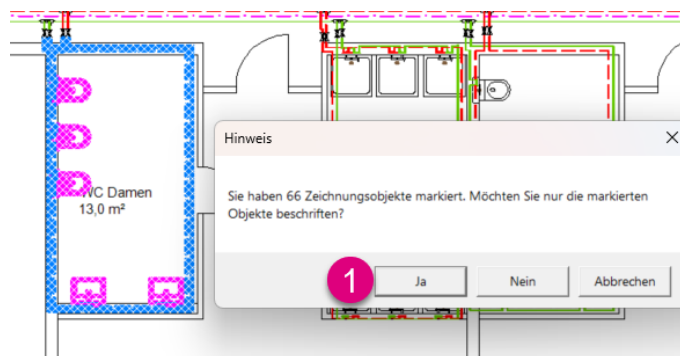 Hinweis
Sie haben 66 Zeichnungsobjekte markiert. Möchten Sie nur die markierten
Objekte beschriften?
WC Damen
13,0 m²
1
Ja
Nein
Abbrechen